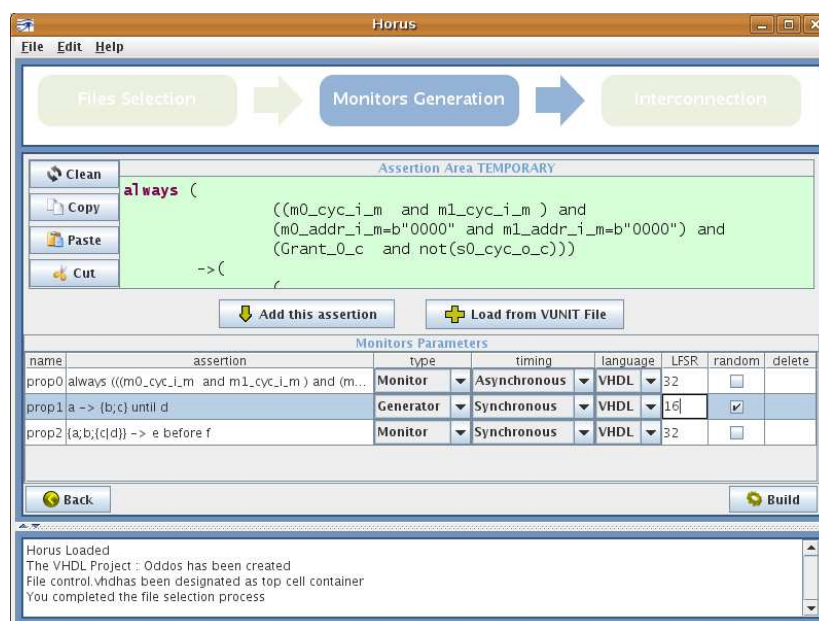 Horus
File Edit Help
Files Selection
Monitors Generation
Interconnection
Clean
Copy
Paste
Cut
Assertion Area TEMPORARY
always (
((m0_cyc_i_m and m1_cyc_i_m ) and
(m0_addr_i_m=b"0000" and m1_addr_i_m=b"0000") and
(Grant_0_c and not(s0_cyc_o_c)))
->(
(
Add this assertion Load from VUNIT File
Monitors Parameters
name assertion type timing language LFSR random delete
prop0 always (((m0_cyc_i_m and m1_cyc_i_m ) and (m... Monitor Asynchronous VHDL 32
prop1 a -> {b;c} until d Generator Synchronous VHDL 16
prop2 {a;b;{c|d}} -> e before f Monitor Synchronous VHDL 32
Back Build
Horus Loaded
The VHDL Project : Oddos has been created
File control.vhdhas been designated as top cell container
You completed the file selection process